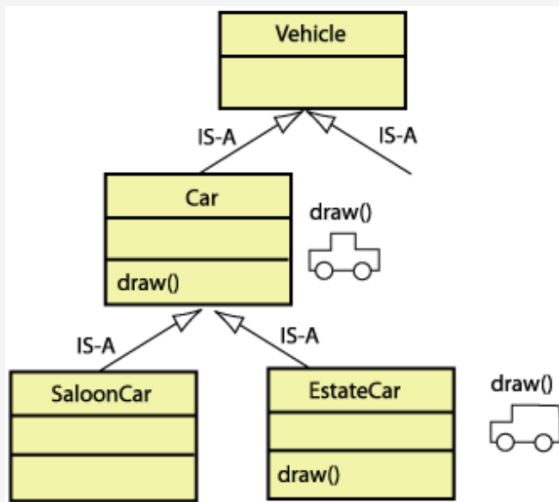 Vehicle
IS-A
IS-A
Car
draw()
draw()
IS-A
IS-A
SaloonCar
EstateCar
draw()
draw()